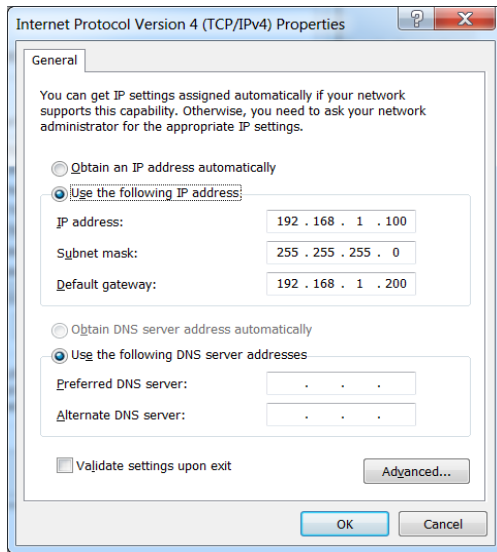 Internet Protocol Version 4 (TCP/IPv4) Properties
General
You can get IP settings assigned automatically if your network
supports this capability. Otherwise, you need to ask your network
administrator for the appropriate IP settings.
Obtain an IP address automatically
Use the following IP address:
IP address: 192 . 168 . 1 . 100
Subnet mask: 255 . 255 . 255 . 0
Default gateway: 192 . 168 . 1 . 200
Obtain DNS server address automatically
Use the following DNS server addresses
Preferred DNS server: . . .
Alternate DNS server: . . .
Validate settings upon exit
Advanced...
OK Cancel